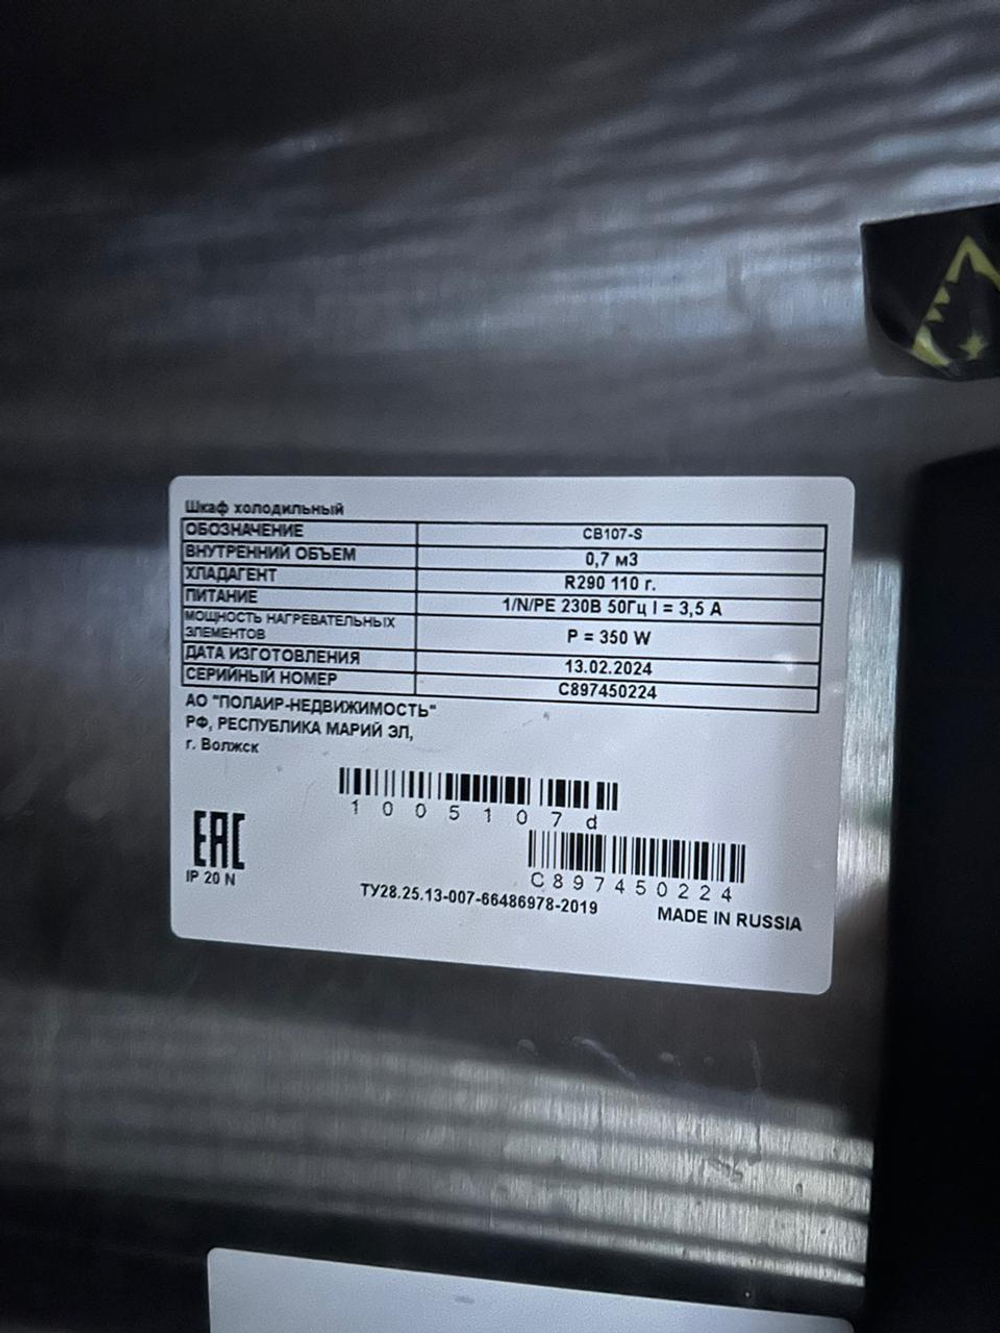 Шкаф холодильный
ОБОЗНАЧЕНИЕ CB107-S
ВНУТРЕННИЙ ОБЪЕМ 0,7 м3
ХЛАДАГЕНТ R290 110 г.
ПИТАНИЕ 1/N/PE 230В 50Гц I = 3,5 А
МОЩНОСТЬ НАГРЕВАТЕЛЬНЫХ
ЭЛЕМЕНТОВ P = 350 W
ДАТА ИЗГОТОВЛЕНИЯ 13.02.2024
СЕРИЙНЫЙ НОМЕР C897450224
АО "ПОЛАИР-НЕДВИЖИМОСТЬ"
РФ, РЕСПУБЛИКА МАРИЙ ЭЛ,
г. Волжск
1005107d
EAC
C897450224
IP 20 N
ТУ28.25.13-007-66486978-2019
MADE IN RUSSIA